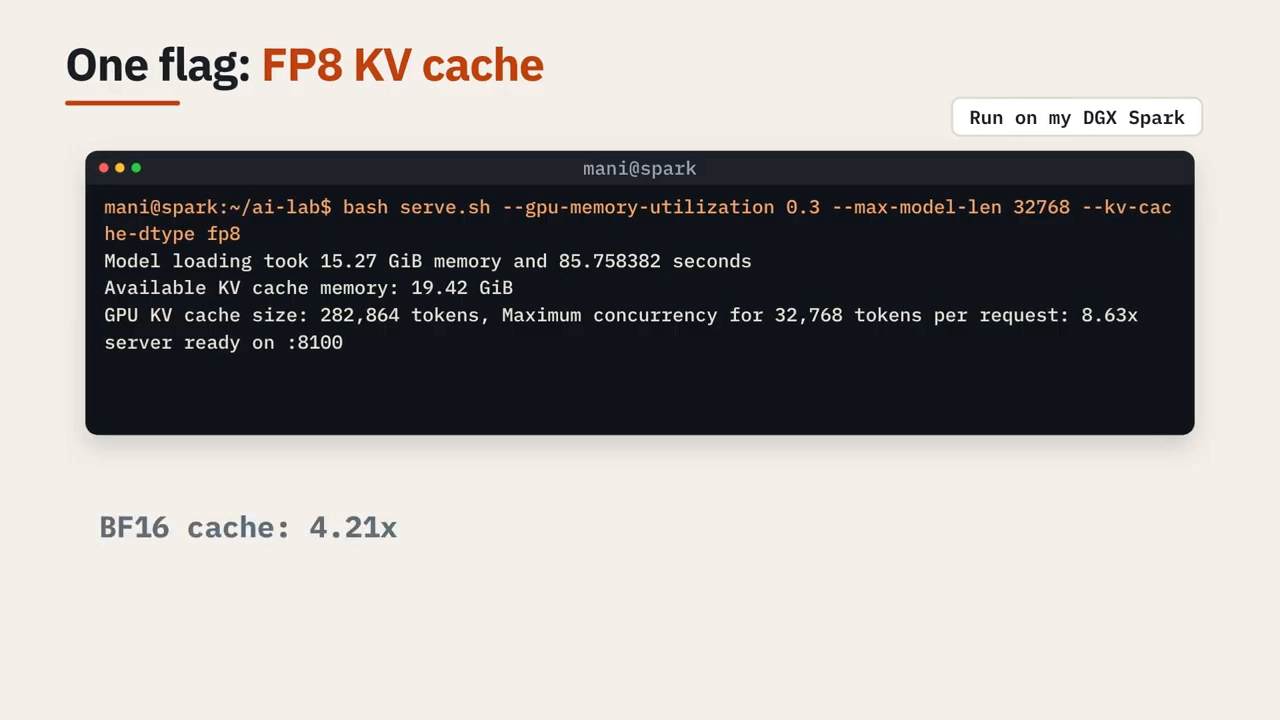 One flag: FP8 KV cache
Run on my DGX Spark
mani@spark
mani@spark:~/ai-lab$ bash serve.sh --gpu-memory-utilization 0.3 --max-model-len 32768 --kv-cac
he-dtype fp8
Model loading took 15.27 GiB memory and 85.758382 seconds
Available KV cache memory: 19.42 GiB
GPU KV cache size: 282,864 tokens, Maximum concurrency for 32,768 tokens per request: 8.63x
server ready on :8100
BF16 cache: 4.21x